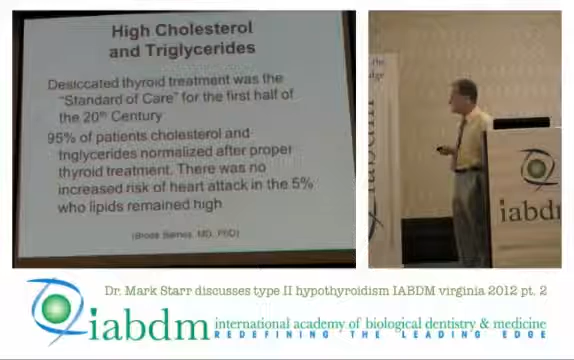 High Cholesterol
and Triglycerides
Desiccated thyroid treatment was the
"Standard of Care" for the first half of
the 20th Century
95% of patients cholesterol and
triglycerides normalized after proper
thyroid treatment. There was no
increased risk of heart attack in the 5%
who lipids remained high
Barnes, MD, PhD)
iabdm
iabdm
Dr. Mark Starr discusses type II hypothyroidism IABDM virginia 2012 pt. 2
iabdm international academy of biological dentistry & medicine
REDEFINING THE LEADING EDGE